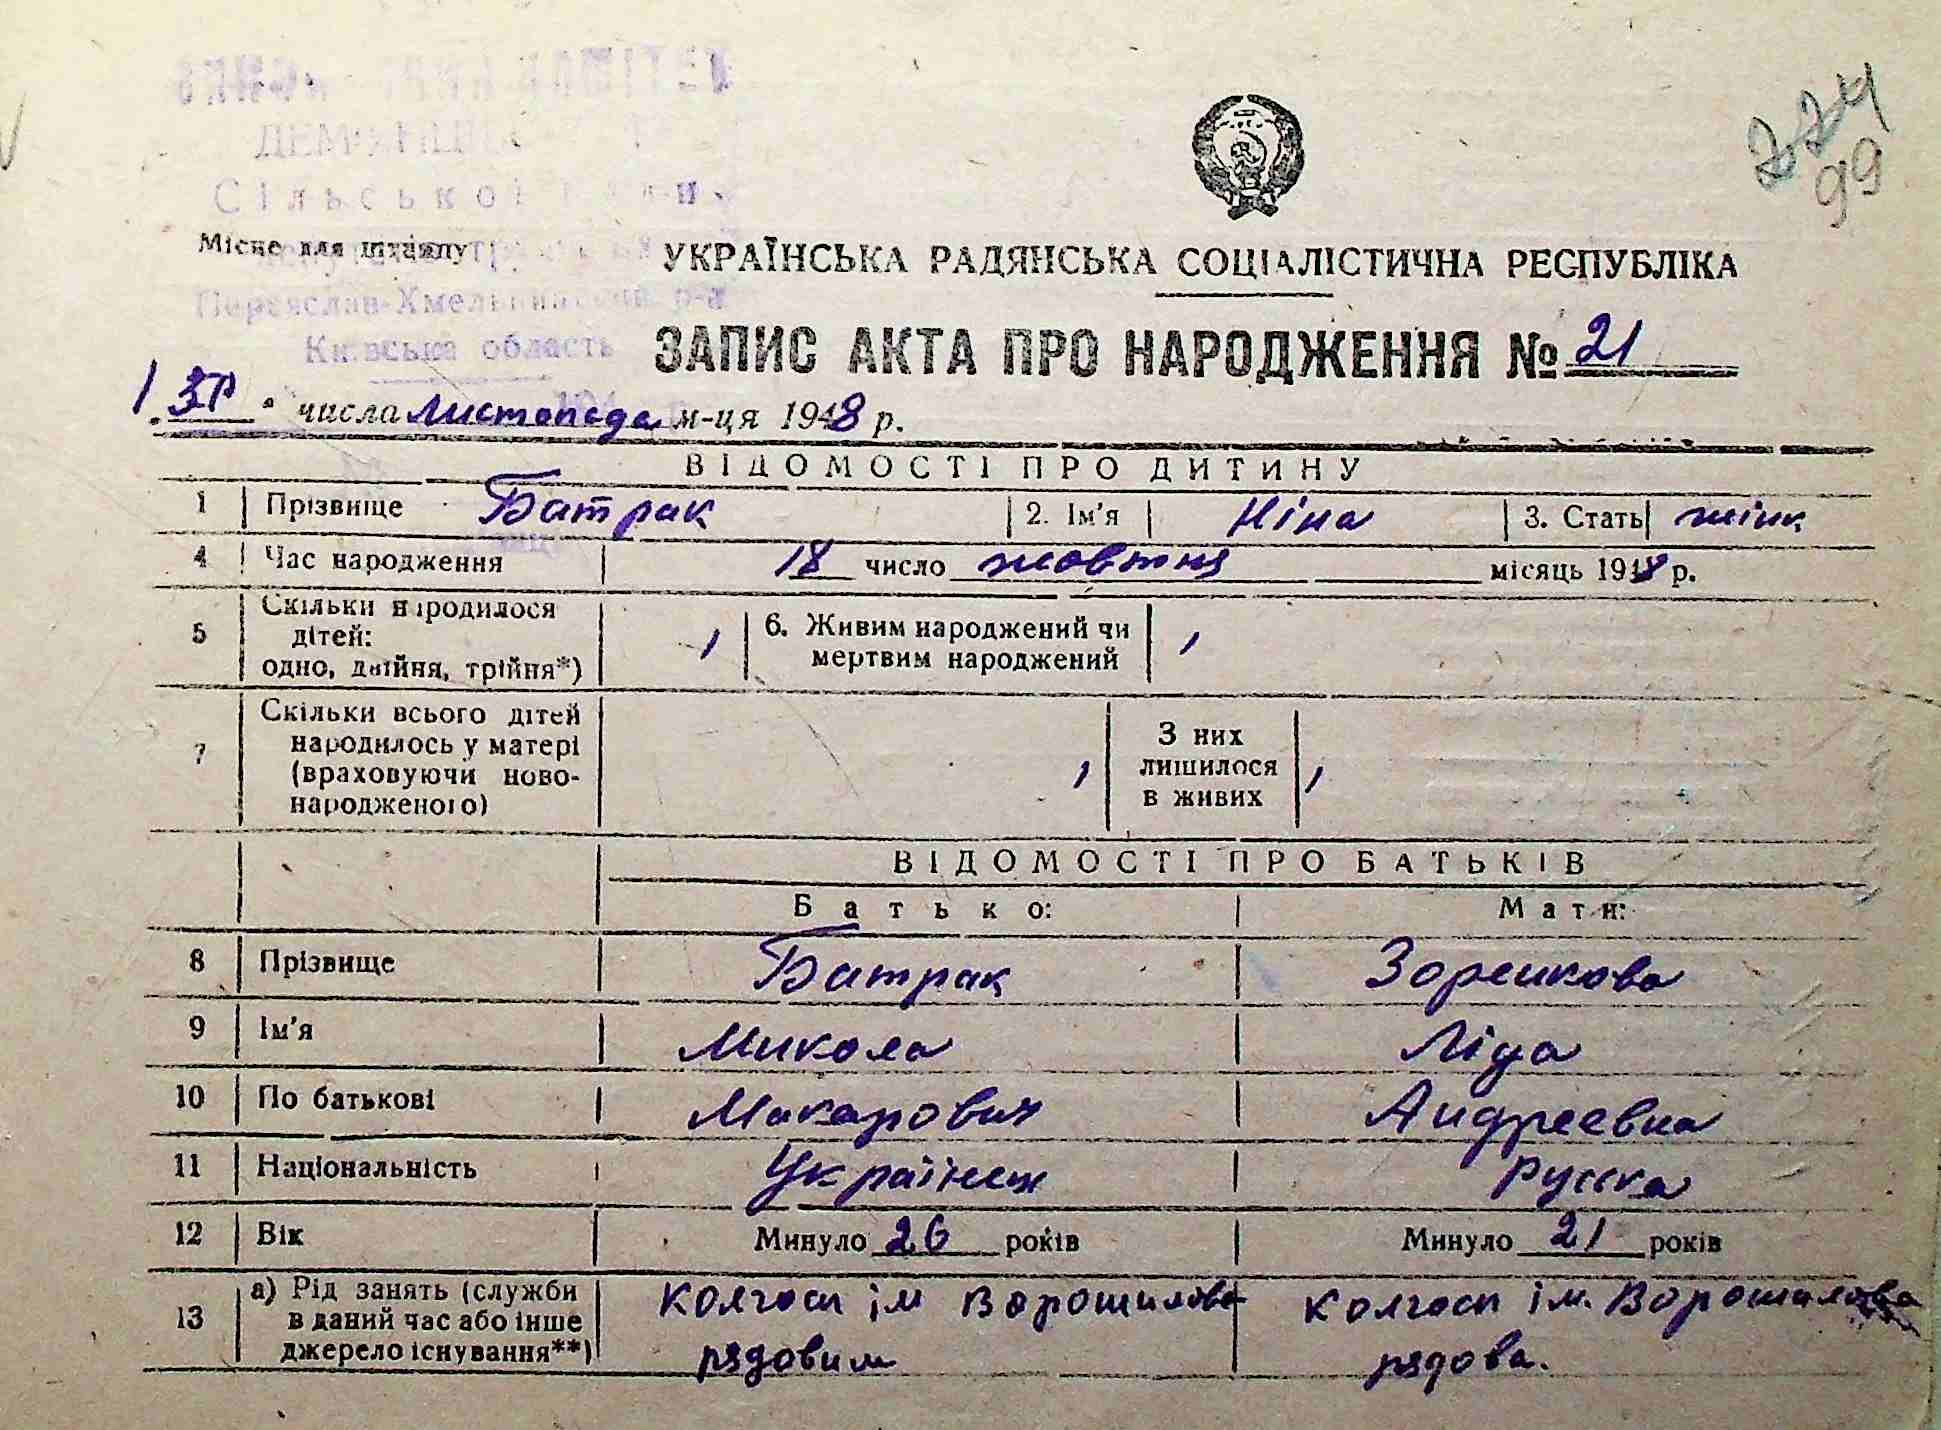 224
99
Сільської
Місце для штампу
УКРАЇНСЬКА РАДЯНСЬКА СОЦІАЛІСТИЧНА РЕСПУБЛІКА
Переяслав-Хмельницький р-н
Київська область
ЗАПИС АКТА ПРО НАРОДЖЕННЯ № 21
числа листопада м-ця 1948 р.
ВІДОМОСТІ ПРО ДИТИНУ
1 Прізвище Батрак 2. Ім'я Ніна 3. Стать жінк
4 Час народження 18 число жовтня місяць 1948 р.
5 Скільки народилося дітей: одно, двійня, трійня*) 1 6. Живим народжений чи мертвим народжений 1
7 Скільки всього дітей народилось у матері (враховуючи ново-народженого) 1 З них лишилося в живих 1
ВІДОМОСТІ ПРО БАТЬКІВ
Батько: Мати:
8 Прізвище Батрак Зоренкова
9 Ім'я Микола Ліда
10 По батькові Макарович Андреевна
11 Національність Українець Руська
12 Вік Минуло 26 років Минуло 21 років
13 а) Рід занять (служби в даний час або інше джерело існування**) колгосп ім Ворошилова рядовим колгосп ім. Ворошилова рядова.